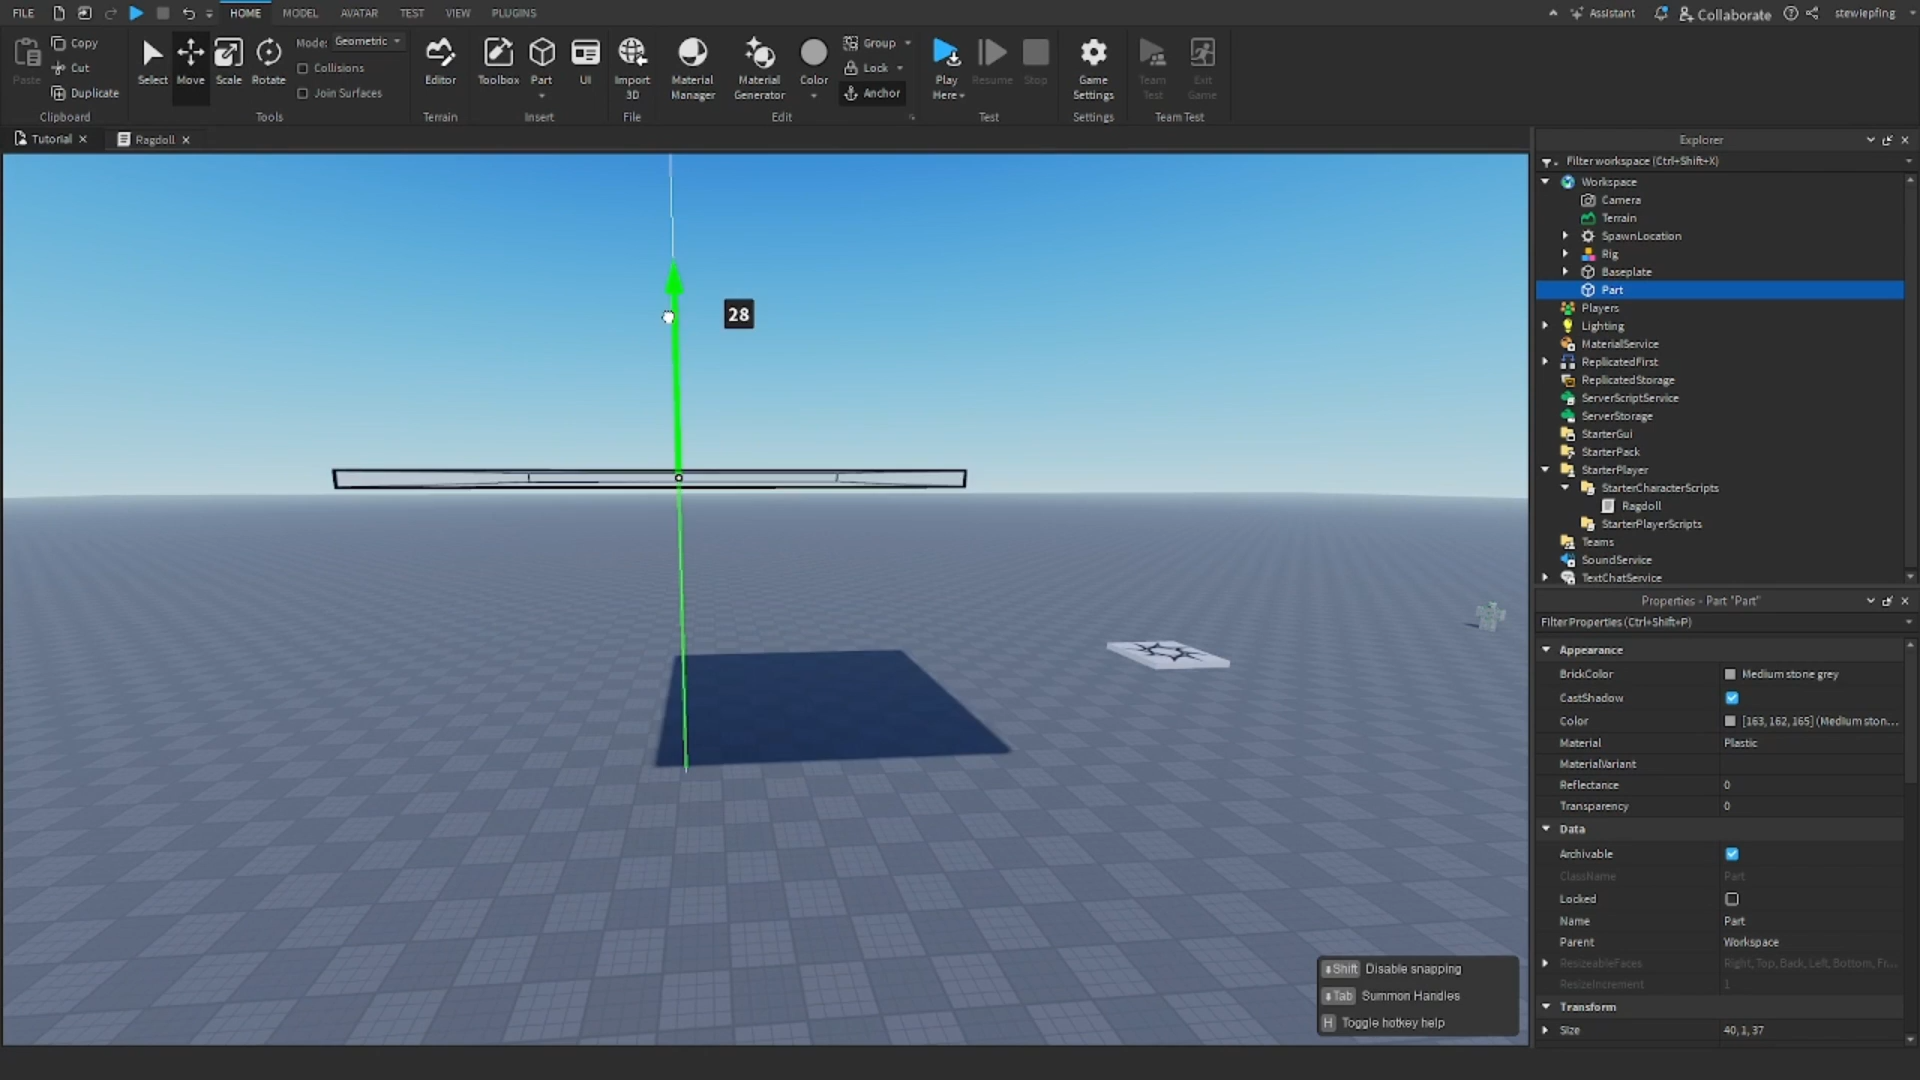 FILE HOME MODEL AVATAR TEST VIEW PLUGINS Assistant Collaborate stewiepfing
Paste Copy Cut Duplicate Clipboard
Select Move Scale Rotate Mode: Geometric Collisions Join Surfaces Tools
Editor Terrain
Toolbox Part UI Insert
Import 3D File
Material Manager Material Generator Color Group Lock Anchor Edit
Play Here Resume Stop Test
Game Settings Settings
Team Test Exit Game Team Test
Tutorial Ragdoll
28
Shift Disable snapping
Tab Summon Handles
H Toggle hotkey help
Explorer
Filter workspace (Ctrl+Shift+X)
Workspace
Camera
Terrain
SpawnLocation
Rig
Baseplate
Part
Players
Lighting
MaterialService
ReplicatedFirst
ReplicatedStorage
ServerScriptService
ServerStorage
StarterGui
StarterPack
StarterPlayer
StarterCharacterScripts
Ragdoll
StarterPlayerScripts
Teams
SoundService
TextChatService
Properties - Part "Part"
Filter Properties (Ctrl+Shift+P)
Appearance
BrickColor Medium stone grey
CastShadow
Color [163, 162, 165] (Medium ston...
Material Plastic
MaterialVariant
Reflectance 0
Transparency 0
Data
Archivable
ClassName Part
Locked
Name Part
Parent Workspace
ResizeableFaces Right, Top, Back, Left, Bottom, Fr...
ResizeIncrement 1
Transform
Size 40, 1, 37